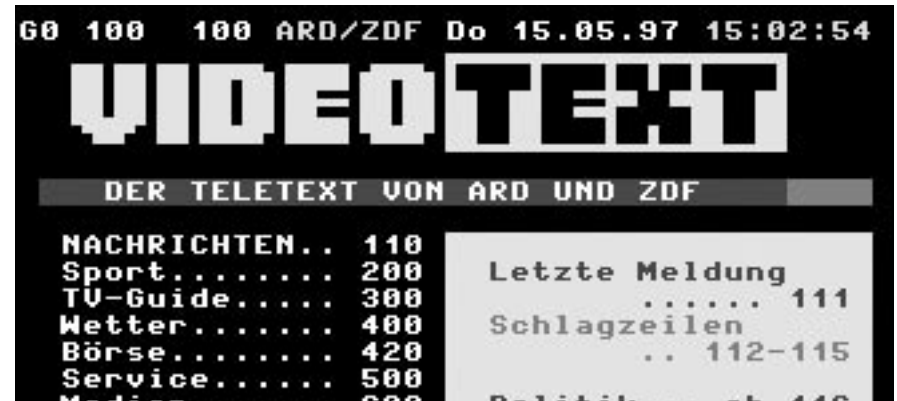 G0 100 100 ARD/ZDF Do 15.05.97 15:02:54
VIDEOTEXT
DER TELETEXT VON ARD UND ZDF
NACHRICHTEN.. 110
Sport........ 200
TV-Guide..... 300
Wetter....... 400
Börse........ 420
Service...... 500
Letzte Meldung
...... 111
Schlagzeilen
.. 112-115